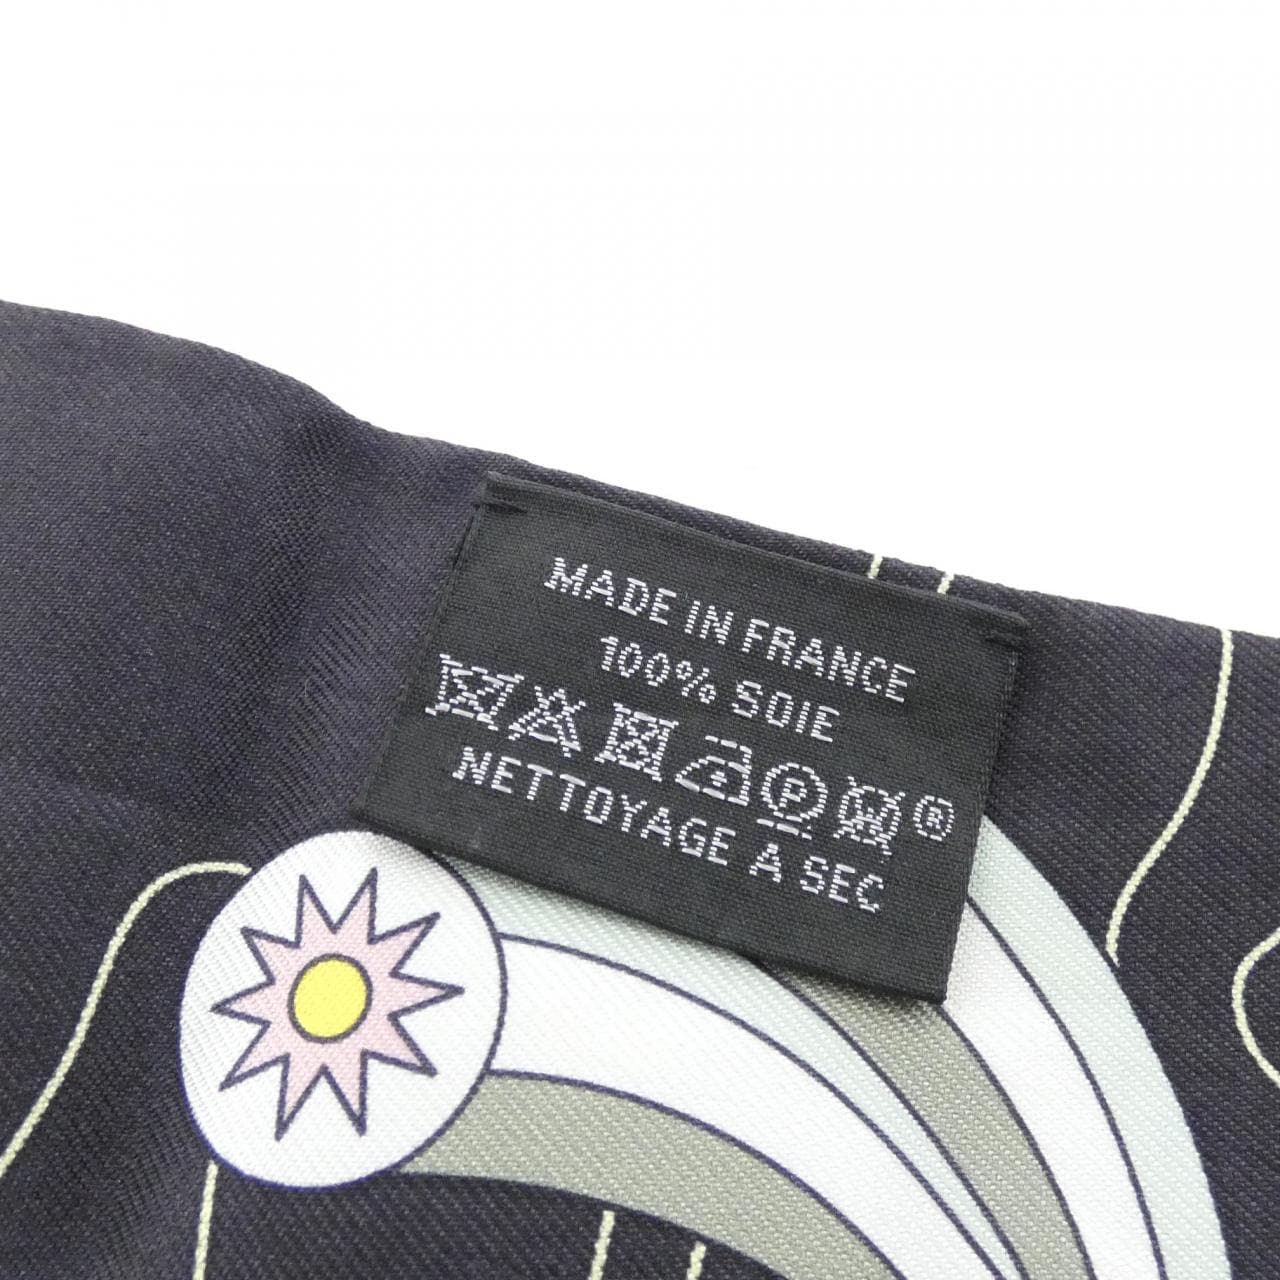 MADE IN FRANCE
100% SOIE
P W ®
NETTOYAGE À SEC